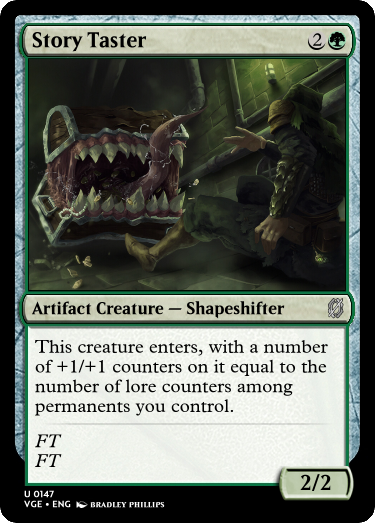 Story Taster
2
Artifact Creature — Shapeshifter
This creature enters, with a number
of +1/+1 counters on it equal to the
number of lore counters among
permanents you control.
FT
FT
2/2
U 0147
VGE • ENG BRADLEY PHILLIPS